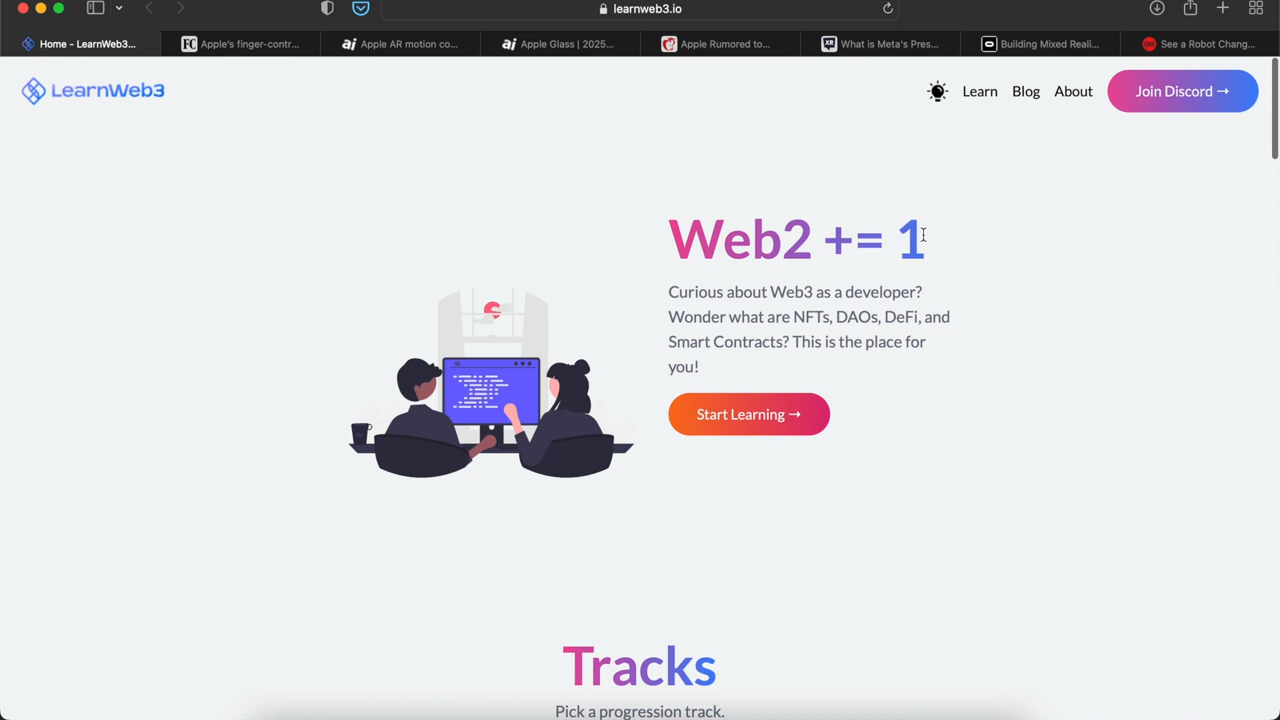 learnweb3.io
Home – LearnWeb3...
Apple's finger-contr...
Apple AR motion co...
Apple Glass | 2025...
Apple Rumored to...
What is Meta's Pres...
Building Mixed Reali...
See a Robot Chang...
LearnWeb3
Learn
Blog
About
Join Discord →
Web2 += 1
Curious about Web3 as a developer?
Wonder what are NFTs, DAOs, DeFi, and
Smart Contracts? This is the place for
you!
Start Learning →
Tracks
Pick a progression track.